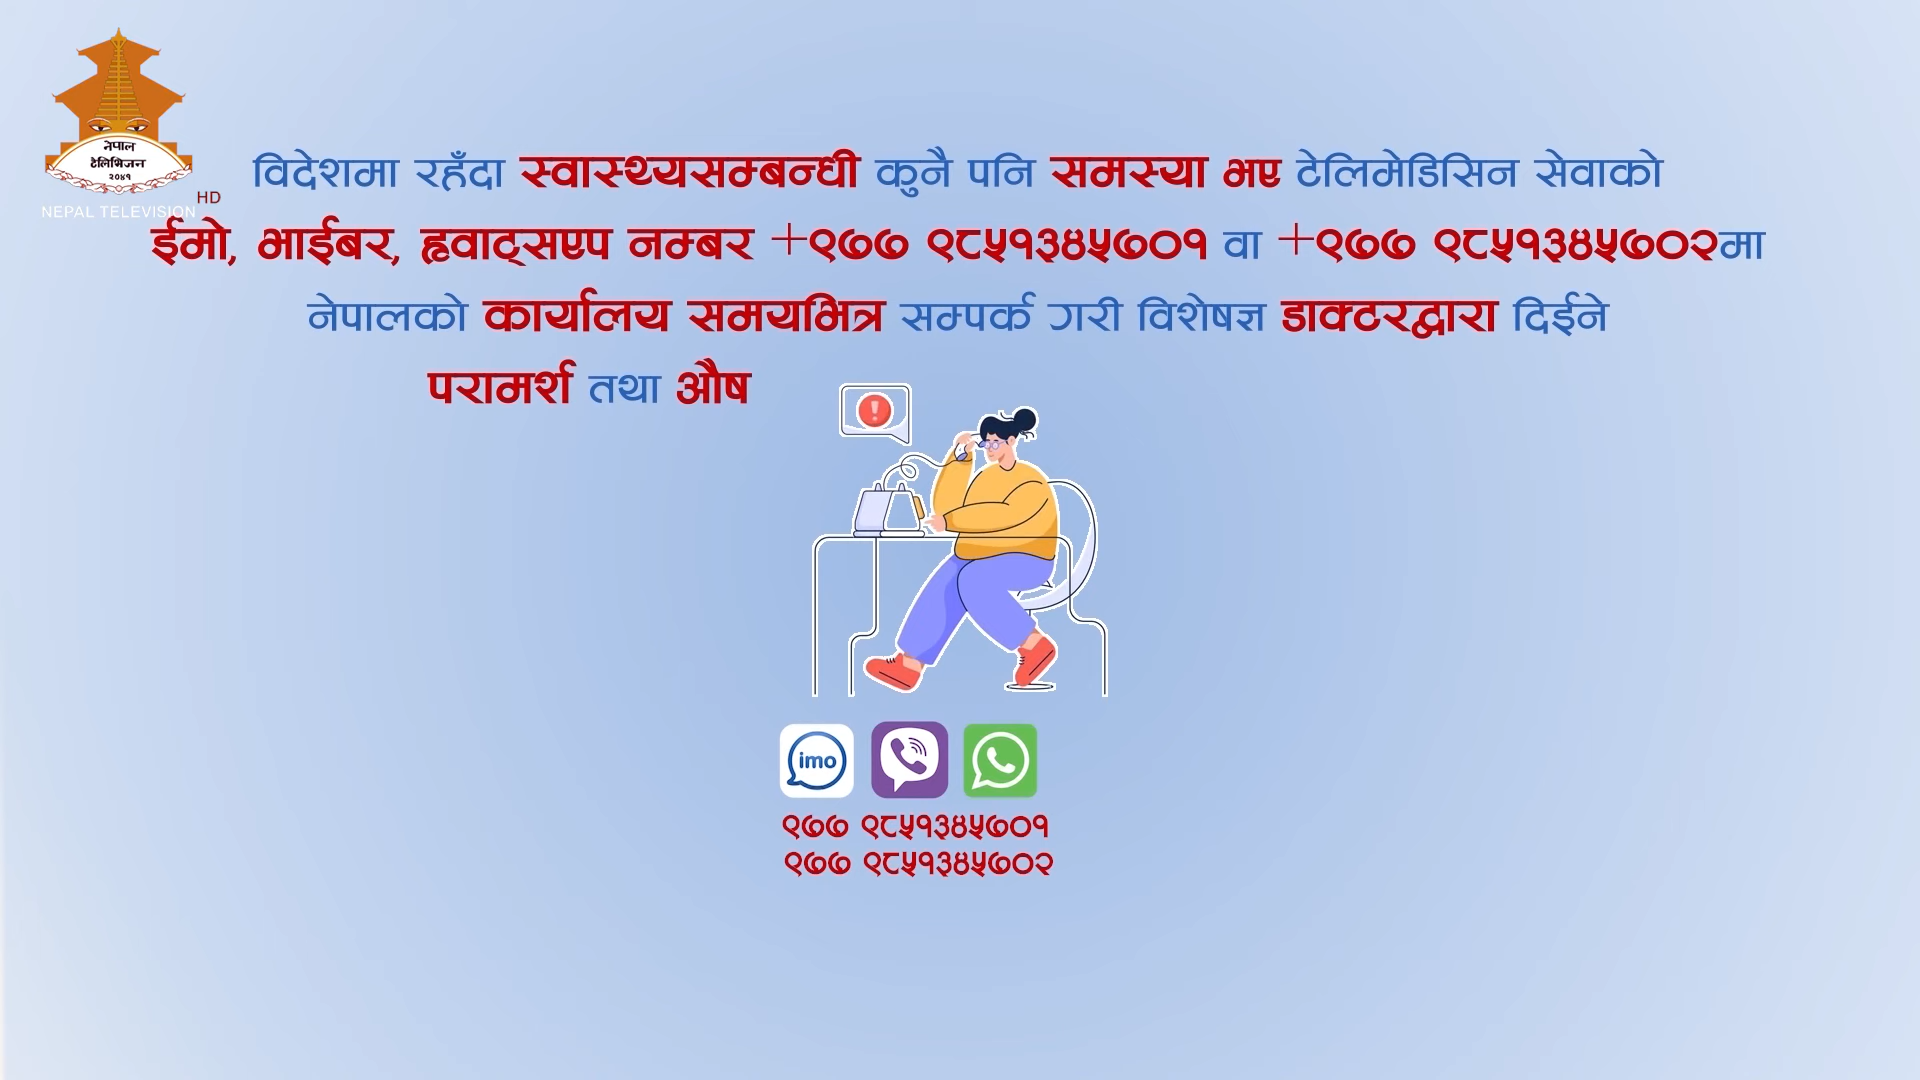 नेपाल
टेलिभिजन
२०४१
HD
NEPAL TELEVISION
विदेशमा रहँदा स्वास्थ्यसम्बन्धी कुनै पनि समस्या भए टेलिमेडिसिन सेवाको
ईमो, भाईबर, ह्वाट्सएप नम्बर +९७७ ९८५१३४५७०१ वा +९७७ ९८५१३४५७०२मा
नेपालको कार्यालय समयभित्र सम्पर्क गरी विशेषज्ञ डाक्टरद्वारा दिईने
परामर्श तथा औष
imo
९७७ ९८५१३४५७०१
९७७ ९८५१३४५७०२